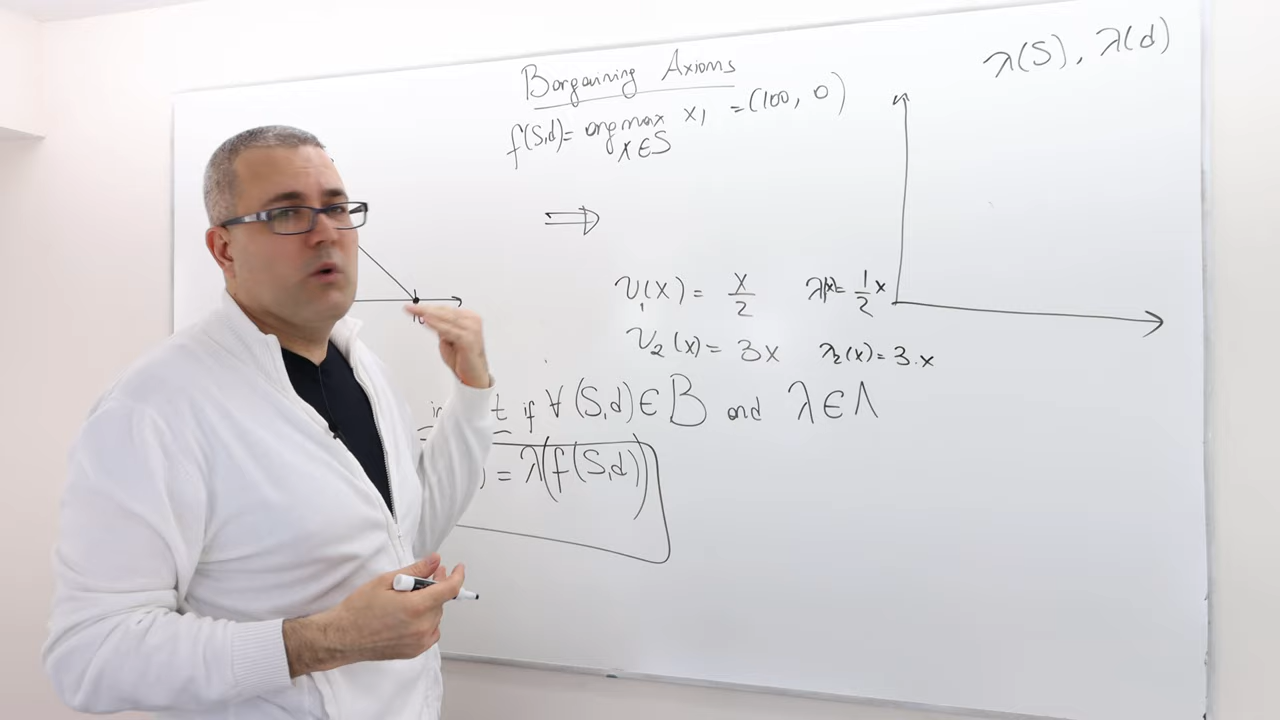 Bargaining Axioms
λ(S), λ(d)
f(S,d)= argmax x₁ =(100, 0)
x∈S
⇒
v₁(x) = x/2 λ₁(x)= 1/2 x
v₂(x)= 3x λ₂(x)=3.x
if ∀(S,d)∈B and λ∈Λ
) = λ(f(S,d))